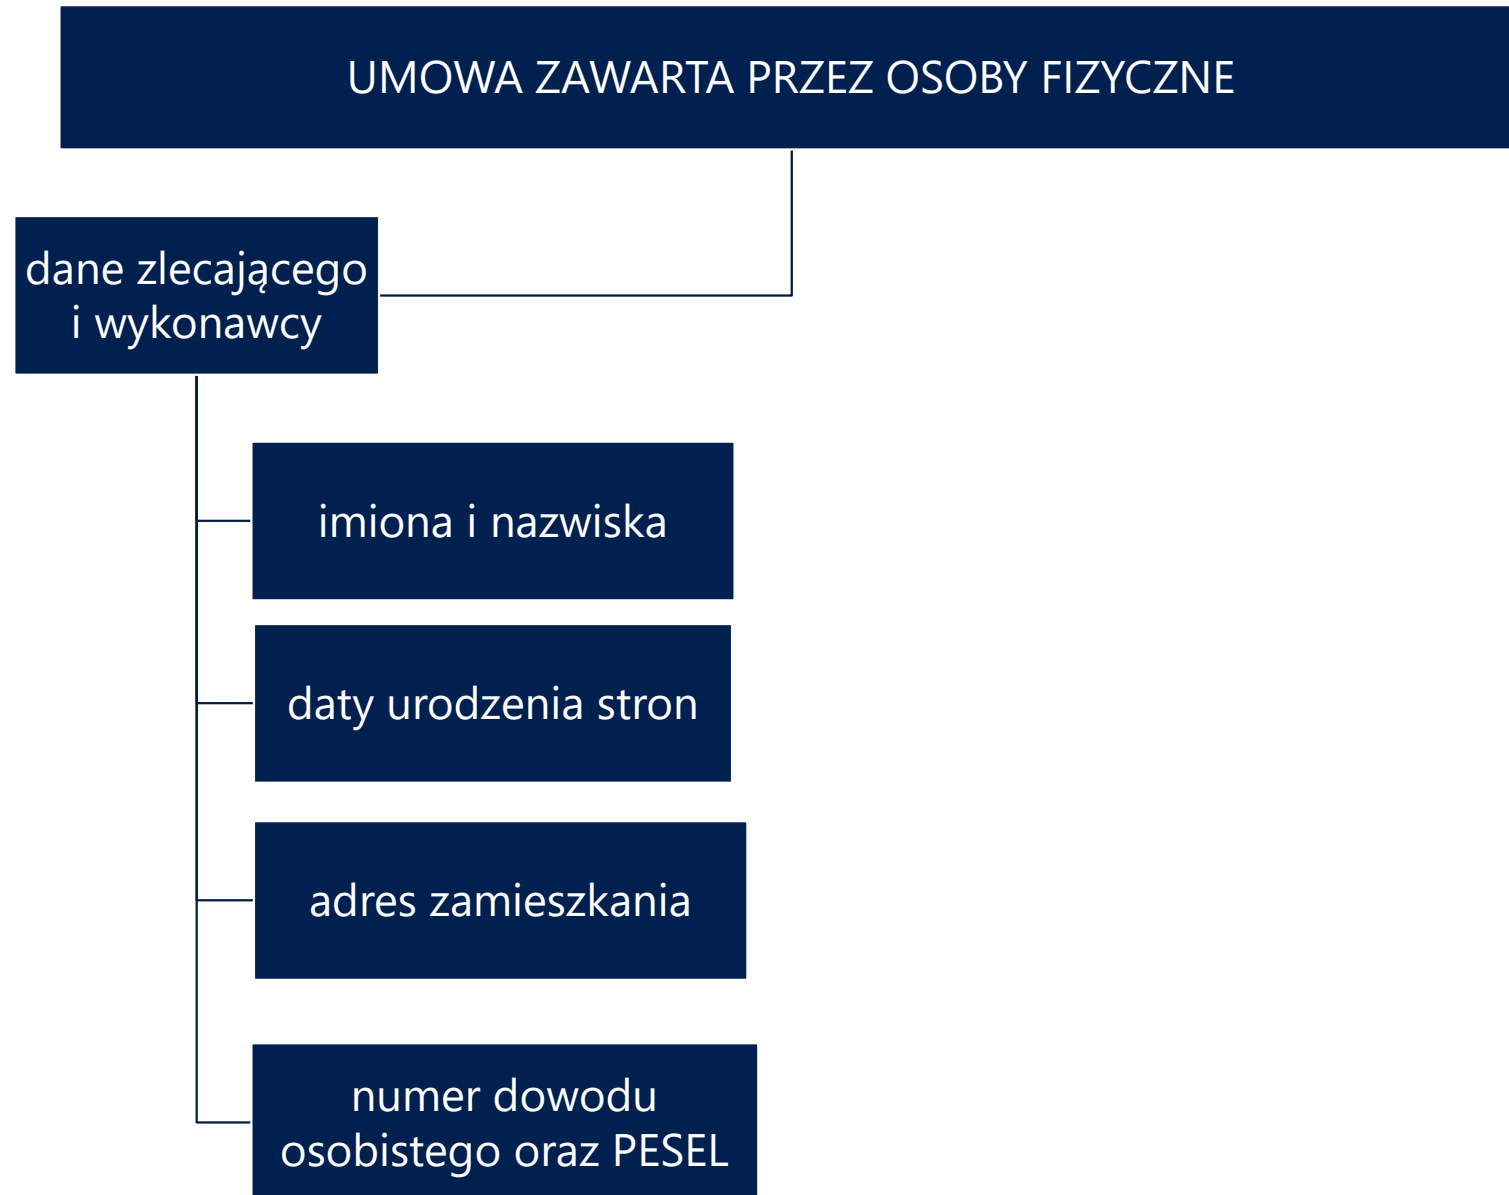 UMOWA ZAWARTA PRZEZ OSOBY FIZYCZNE
dane zlecającego
i wykonawcy
imiona i nazwiska
daty urodzenia stron
adres zamieszkania
numer dowodu
osobistego oraz PESEL